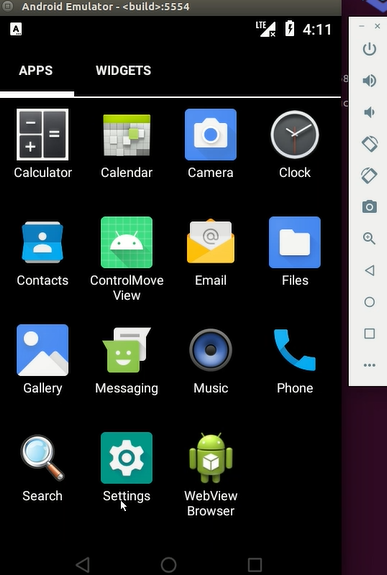 Android Emulator - <build>:5554
A
LTE
4:11
APPS
WIDGETS
Calculator
Calendar
Camera
Clock
Contacts
ControlMove
View
Email
Files
Gallery
Messaging
Music
Phone
Search
Settings
WebView
Browser